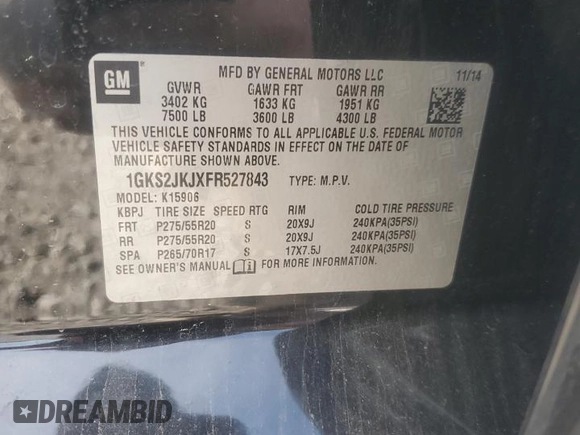 GM
MFD BY GENERAL MOTORS LLC 11/14
GVWR GAWR FRT GAWR RR
3402 KG 1633 KG 1951 KG
7500 LB 3600 LB 4300 LB
THIS VEHICLE CONFORMS TO ALL APPLICABLE U.S. FEDERAL MOTOR
VEHICLE SAFETY STANDARDS IN EFFECT ON THE DATE OF
MANUFACTURE SHOWN ABOVE.
1GKS2JKJXFR527843 TYPE: M.P.V.
MODEL: K15906
KBPJ TIRE SIZE SPEED RTG RIM COLD TIRE PRESSURE
FRT P275/55R20 S 20X9J 240KPA(35PSI)
RR P275/55R20 S 20X9J 240KPA(35PSI)
SPA P265/70R17 S 17X7.5J 240KPA(35PSI)
SEE OWNER'S MANUAL FOR MORE INFORMATION.
DREAMBID